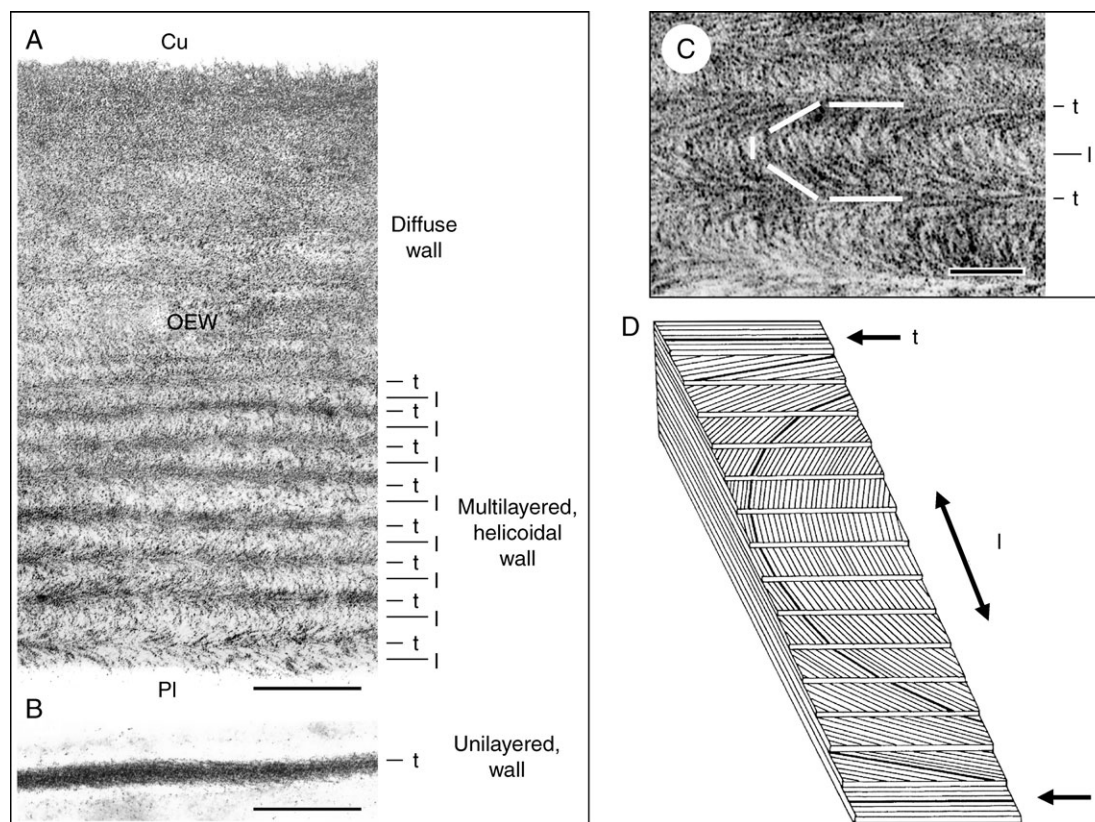 A
Cu
Diffuse
wall
OEW
t
l
t
l
t
l
t
l
t
l
t
l
t
l
t
l
Multilayered,
helicoidal
wall
Pl
B
t
Unilayered,
wall
C
t
l
t
D
t
l